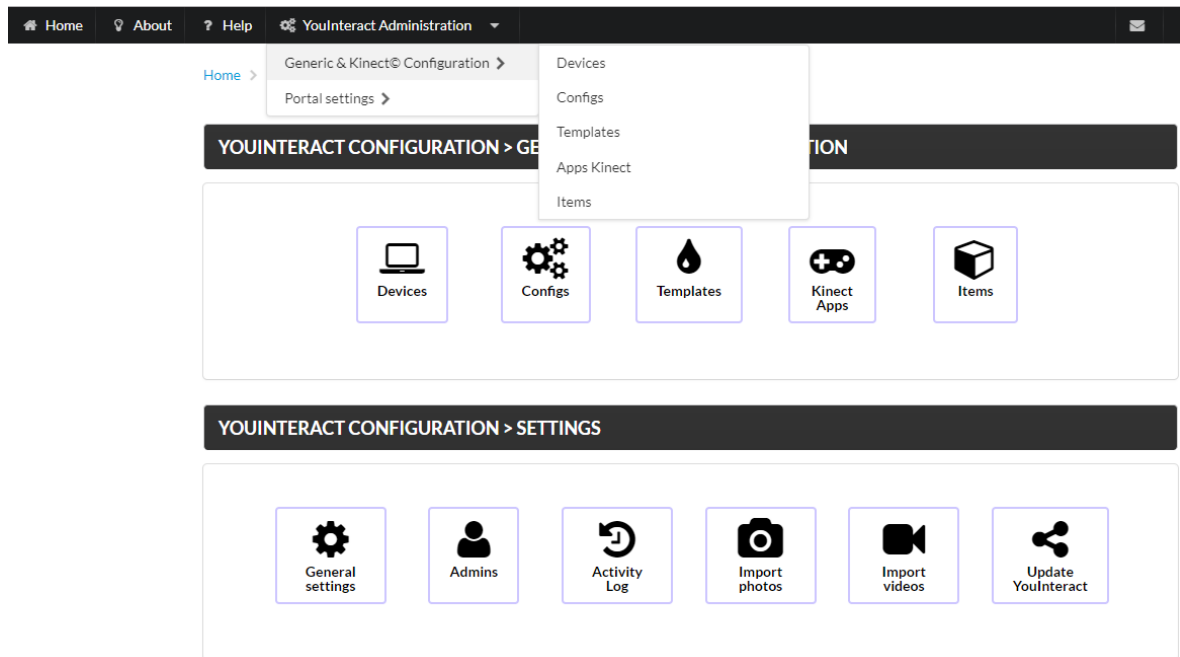 Home About ? Help YouInteract Administration
Generic & Kinect© Configuration Devices
Home >
Portal settings Configs
Templates
YOUINTERACT CONFIGURATION > GE TION
Apps Kinect
Items
Devices Configs Templates Kinect Items
Apps
YOUINTERACT CONFIGURATION > SETTINGS
General Admins Activity Import Import Update
settings Log photos videos YouInteract